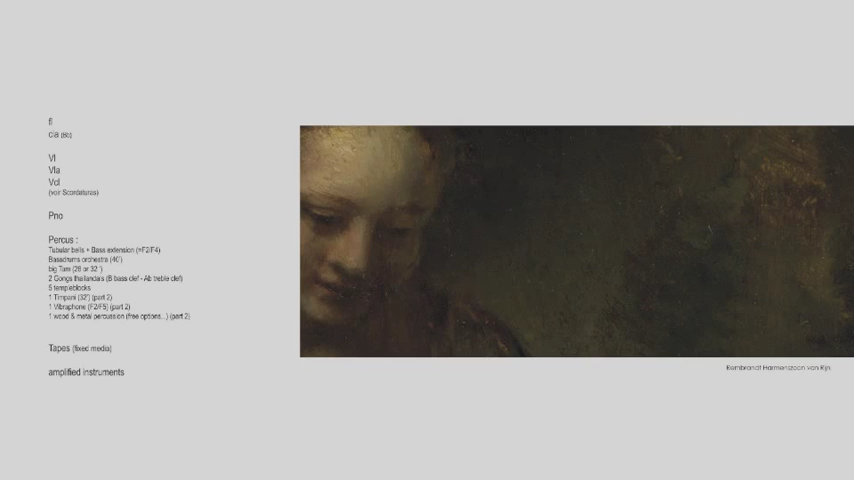 fl
cla (Bb)
Vl
Vla
Vcl
(voir Scordaturas)
Pno
Percus :
Tubular bells + Bass extension (=F2/F4)
Bassdrums orchestra (40")
big Tam (28 or 32 ")
2 Gongs thaïlandais (B bass clef - Ab treble clef)
5 templeblocks
1 Timpani (32") (part 2)
1 Vibraphone (F2/F5) (part 2)
1 wood & metal percussion (free options...) (part 2)
Tapes (fixed media)
amplified instruments
Rembrandt Harmenszoon van Rijn